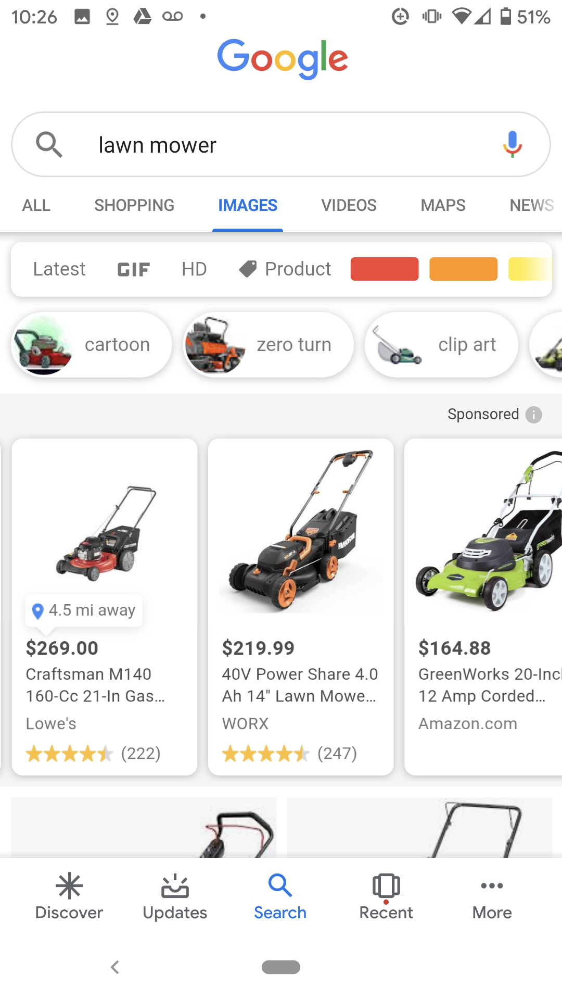 10:26
51%
Google
lawn mower
ALL SHOPPING IMAGES VIDEOS MAPS NEWS
Latest GIF HD Product
cartoon zero turn clip art
Sponsored
CRAFTSMAN
WORX
greenworks
4.5 mi away
$269.00
Craftsman M140
160-Cc 21-In Gas...
Lowe's
(222)
$219.99
40V Power Share 4.0
Ah 14" Lawn Mowe...
WORX
(247)
$164.88
GreenWorks 20-Inc
12 Amp Corded...
Amazon.com
Discover Updates Search Recent More